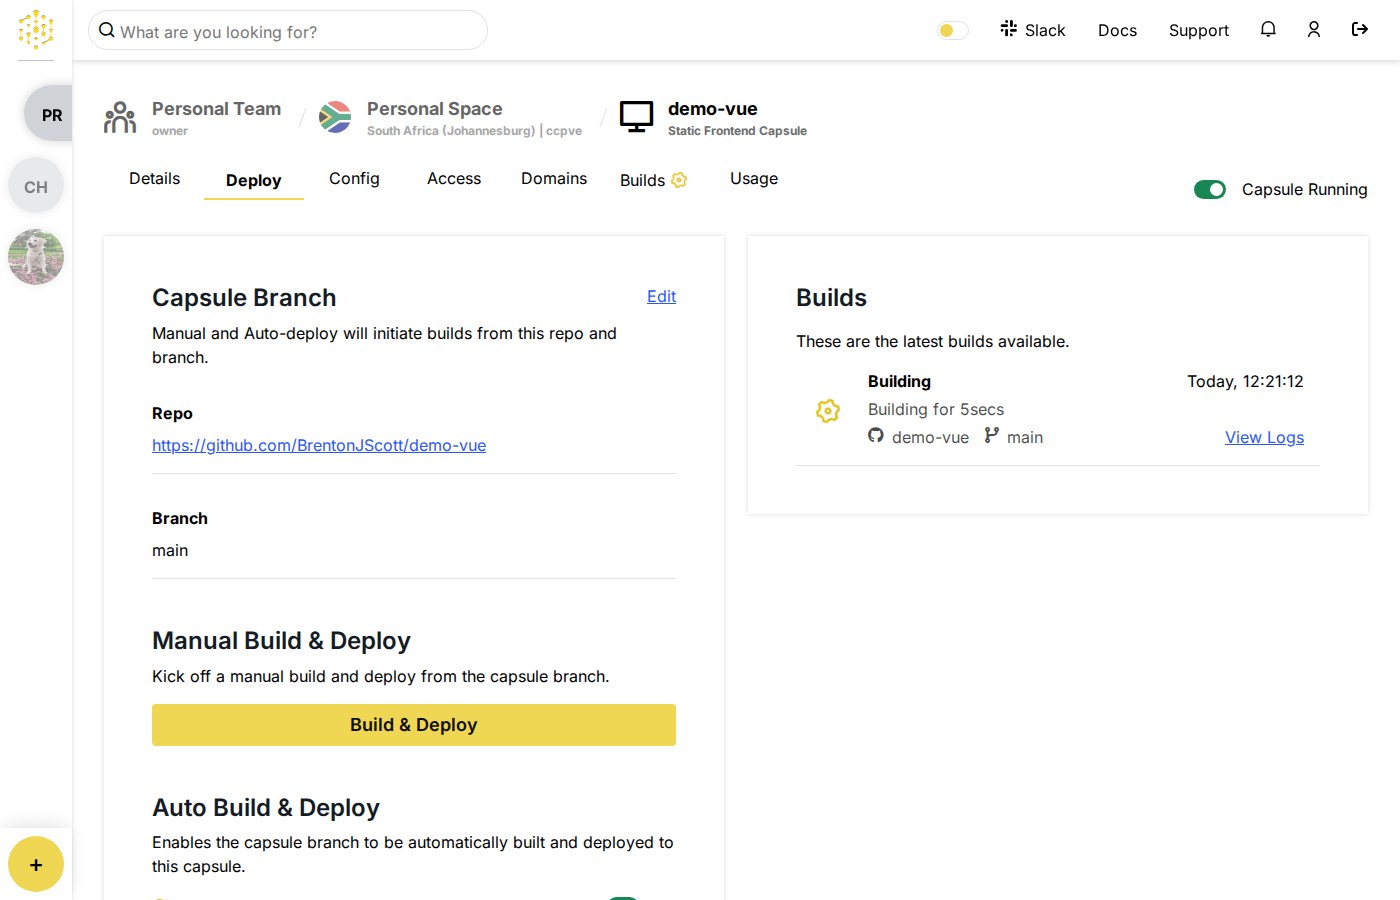 What are you looking for?
Slack
Docs
Support
PR
CH
+
Personal Team
owner
/
Personal Space
South Africa (Johannesburg) | ccpve
/
demo-vue
Static Frontend Capsule
Details
Deploy
Config
Access
Domains
Builds
Usage
Capsule Running
Capsule Branch
Edit
Manual and Auto-deploy will initiate builds from this repo and
branch.
Repo
https://github.com/BrentonJScott/demo-vue
Branch
main
Manual Build & Deploy
Kick off a manual build and deploy from the capsule branch.
Build & Deploy
Auto Build & Deploy
Enables the capsule branch to be automatically built and deployed to
this capsule.
Builds
These are the latest builds available.
Building
Today, 12:21:12
Building for 5secs
demo-vue
main
View Logs